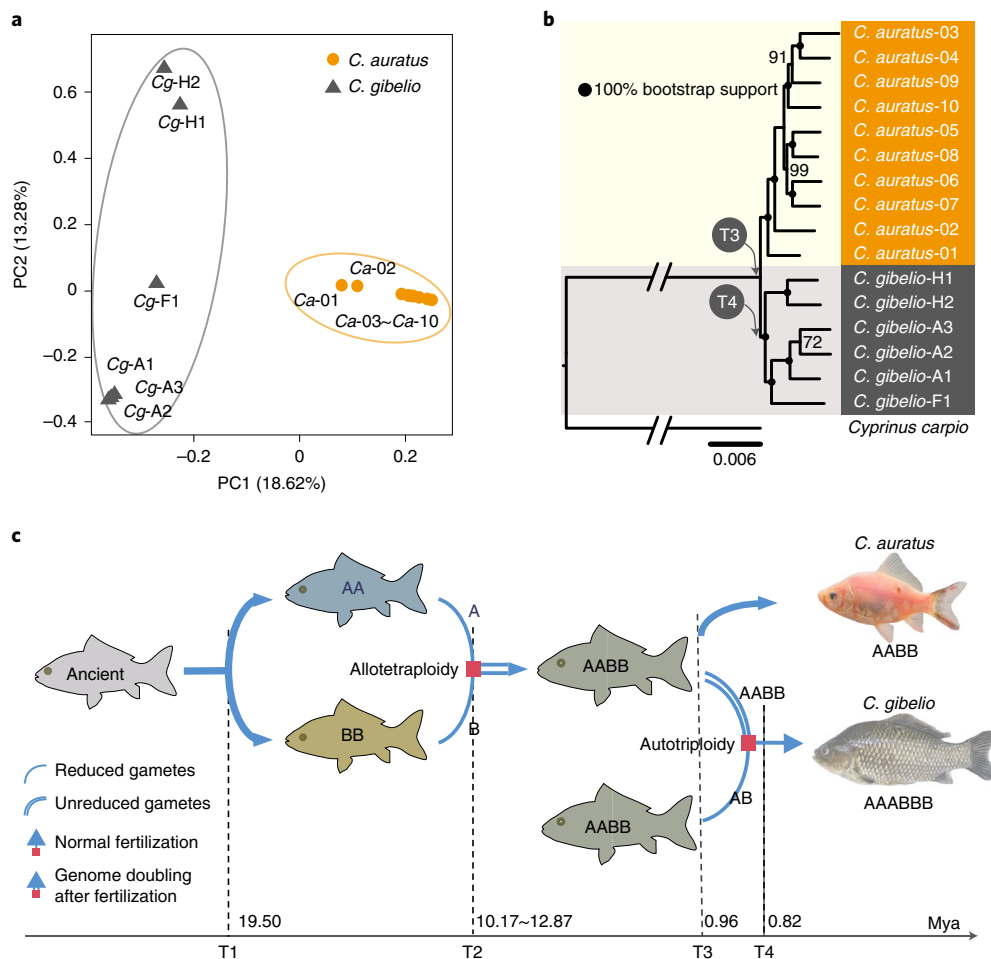 a
C. auratus
C. gibelio
Cg-H2
Cg-H1
Cg-F1
Cg-A1
Cg-A3
Cg-A2
Ca-02
Ca-01
Ca-03~Ca-10
0.6
0.4
0.2
0
−0.2
−0.4
PC2 (13.28%)
−0.2
0
0.2
PC1 (18.62%)
b
100% bootstrap support
91
99
72
T3
T4
C. auratus-03
C. auratus-04
C. auratus-09
C. auratus-10
C. auratus-05
C. auratus-08
C. auratus-06
C. auratus-07
C. auratus-02
C. auratus-01
C. gibelio-H1
C. gibelio-H2
C. gibelio-A3
C. gibelio-A2
C. gibelio-A1
C. gibelio-F1
Cyprinus carpio
0.006
c
Ancient
AA
BB
A
B
Allotetraploidy
AABB
AABB
AABB
AB
Autotriploidy
C. auratus
AABB
C. gibelio
AAABBB
Reduced gametes
Unreduced gametes
Normal fertilization
Genome doubling
after fertilization
19.50
10.17~12.87
0.96
0.82
Mya
T1
T2
T3
T4